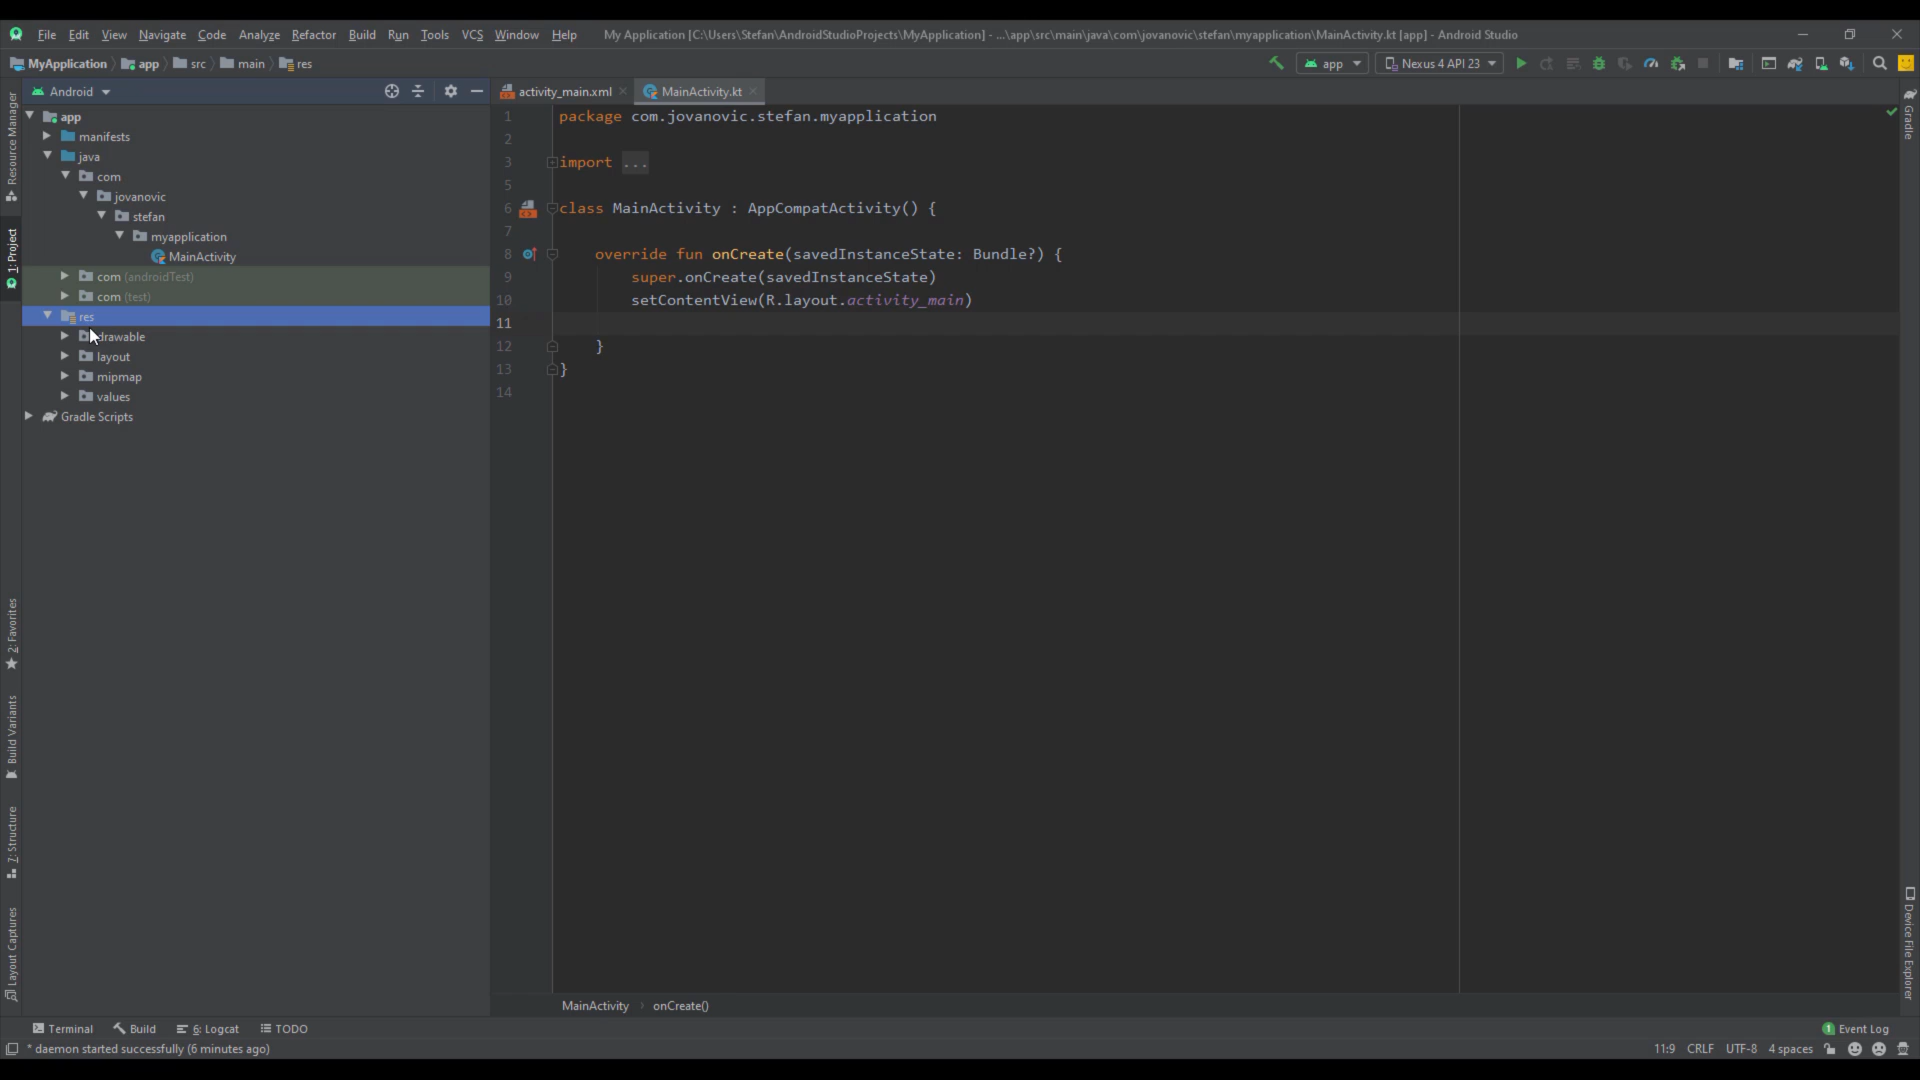 File Edit View Navigate Code Analyze Refactor Build Run Tools VCS Window Help My Application [C:\Users\Stefan\AndroidStudioProjects\MyApplication] - ...\app\src\main\java\com\jovanovic\stefan\myapplication\MainActivity.kt [app] - Android Studio
MyApplication app src main res app Nexus 4 API 23
Android activity_main.xml MainActivity.kt
app
manifests
java
com
jovanovic
stefan
myapplication
MainActivity
com (androidTest)
com (test)
res
drawable
layout
mipmap
values
Gradle Scripts
1 package com.jovanovic.stefan.myapplication
2
3 import ...
5
6 class MainActivity : AppCompatActivity() {
7
8 override fun onCreate(savedInstanceState: Bundle?) {
9 super.onCreate(savedInstanceState)
10 setContentView(R.layout.activity_main)
11
12 }
13 }
14
Resource Manager
1: Project
2: Favorites
Build Variants
7: Structure
Layout Captures
Gradle
Device File Explorer
MainActivity onCreate()
Terminal Build 6: Logcat TODO 1 Event Log
* daemon started successfully (6 minutes ago) 11:9 CRLF UTF-8 4 spaces